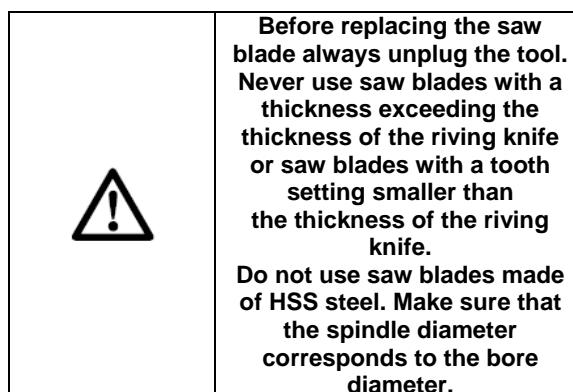 Before replacing the saw
blade always unplug the tool.
Never use saw blades with a
thickness exceeding the
thickness of the riving knife
or saw blades with a tooth
setting smaller than
the thickness of the riving
knife.
Do not use saw blades made
of HSS steel. Make sure that
the spindle diameter
corresponds to the bore
diameter.